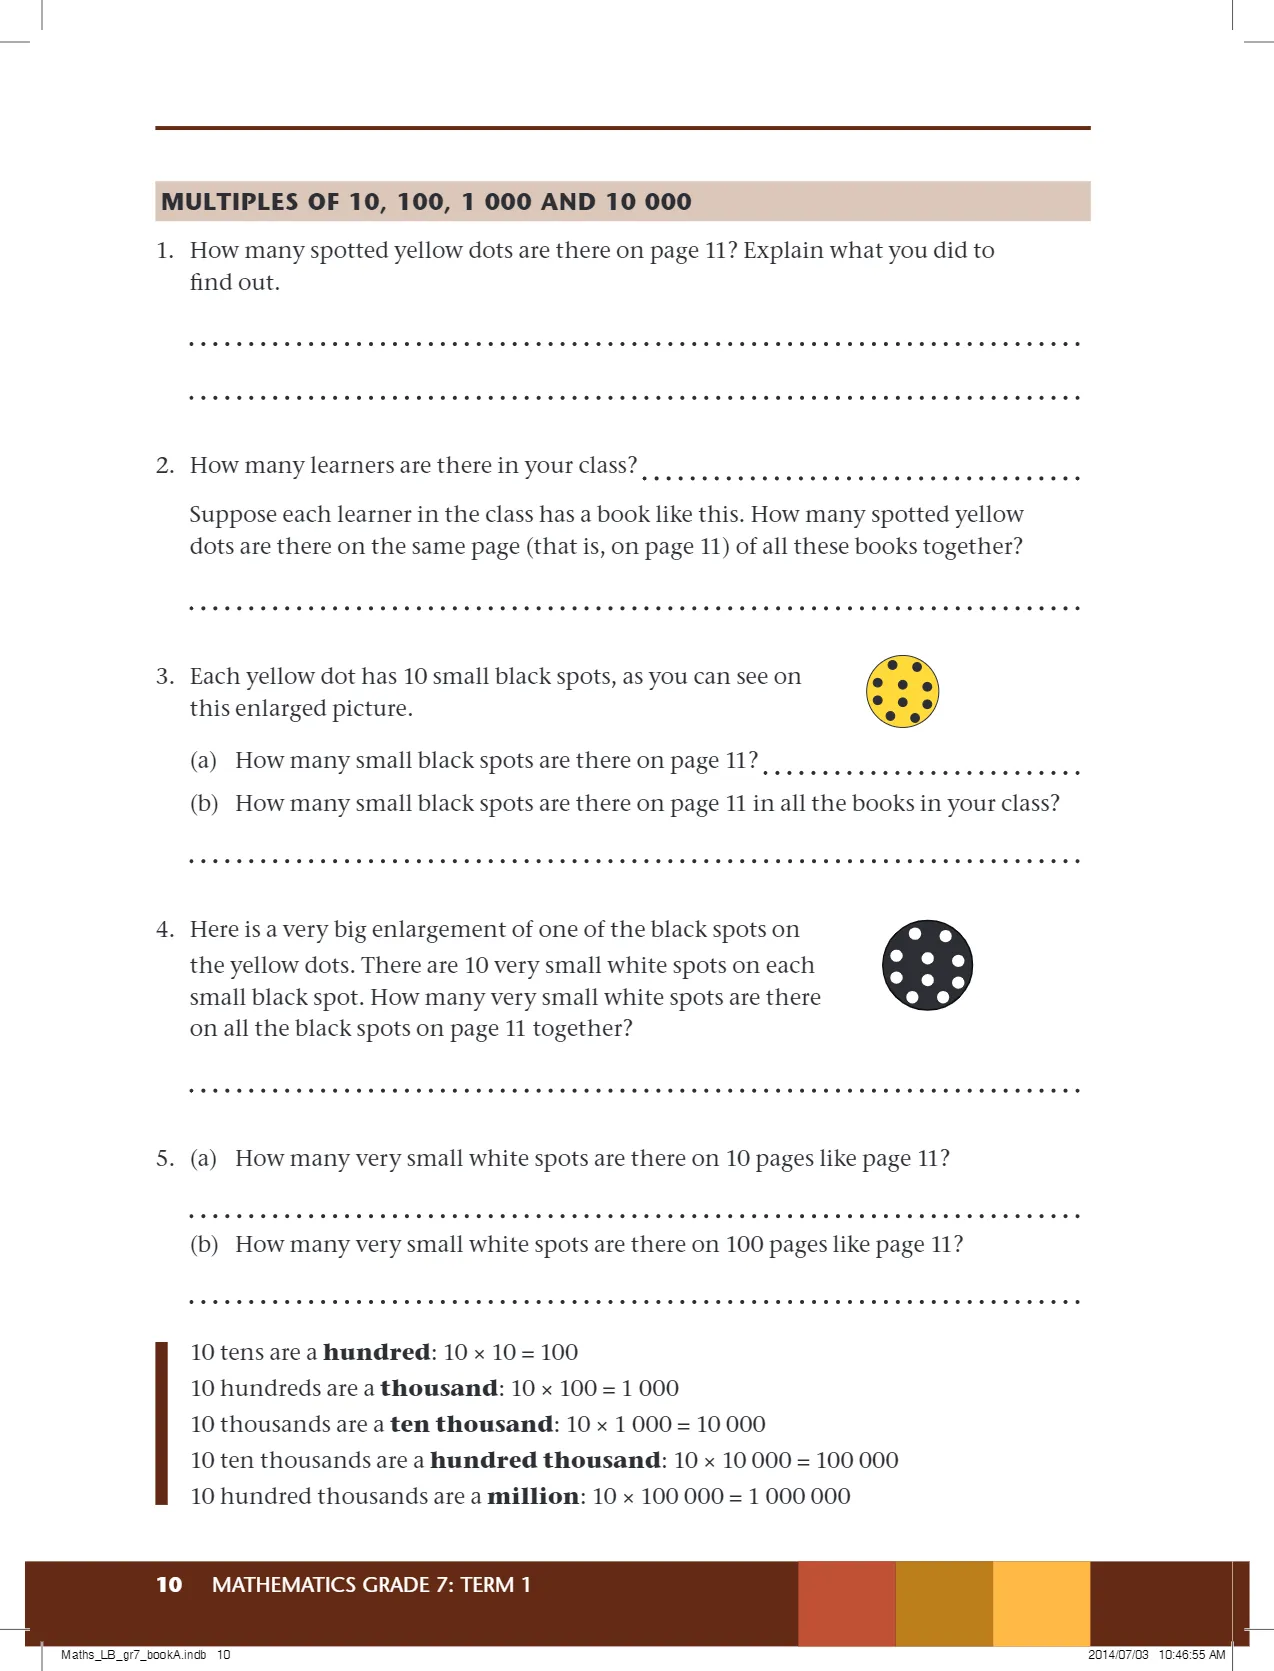 MULTIPLES OF 10, 100, 1 000 AND 10 000
1. How many spotted yellow dots are there on page 11? Explain what you did to
find out.
2. How many learners are there in your class?
Suppose each learner in the class has a book like this. How many spotted yellow
dots are there on the same page (that is, on page 11) of all these books together?
3. Each yellow dot has 10 small black spots, as you can see on
this enlarged picture.
(a) How many small black spots are there on page 11?
(b) How many small black spots are there on page 11 in all the books in your class?
4. Here is a very big enlargement of one of the black spots on
the yellow dots. There are 10 very small white spots on each
small black spot. How many very small white spots are there
on all the black spots on page 11 together?
5. (a) How many very small white spots are there on 10 pages like page 11?
(b) How many very small white spots are there on 100 pages like page 11?
10 tens are a hundred: 10 × 10 = 100
10 hundreds are a thousand: 10 × 100 = 1 000
10 thousands are a ten thousand: 10 × 1 000 = 10 000
10 ten thousands are a hundred thousand: 10 × 10 000 = 100 000
10 hundred thousands are a million: 10 × 100 000 = 1 000 000
10 MATHEMATICS GRADE 7: TERM 1
Maths_LB_gr7_bookA.indb 10
2014/07/03 10:46:55 AM